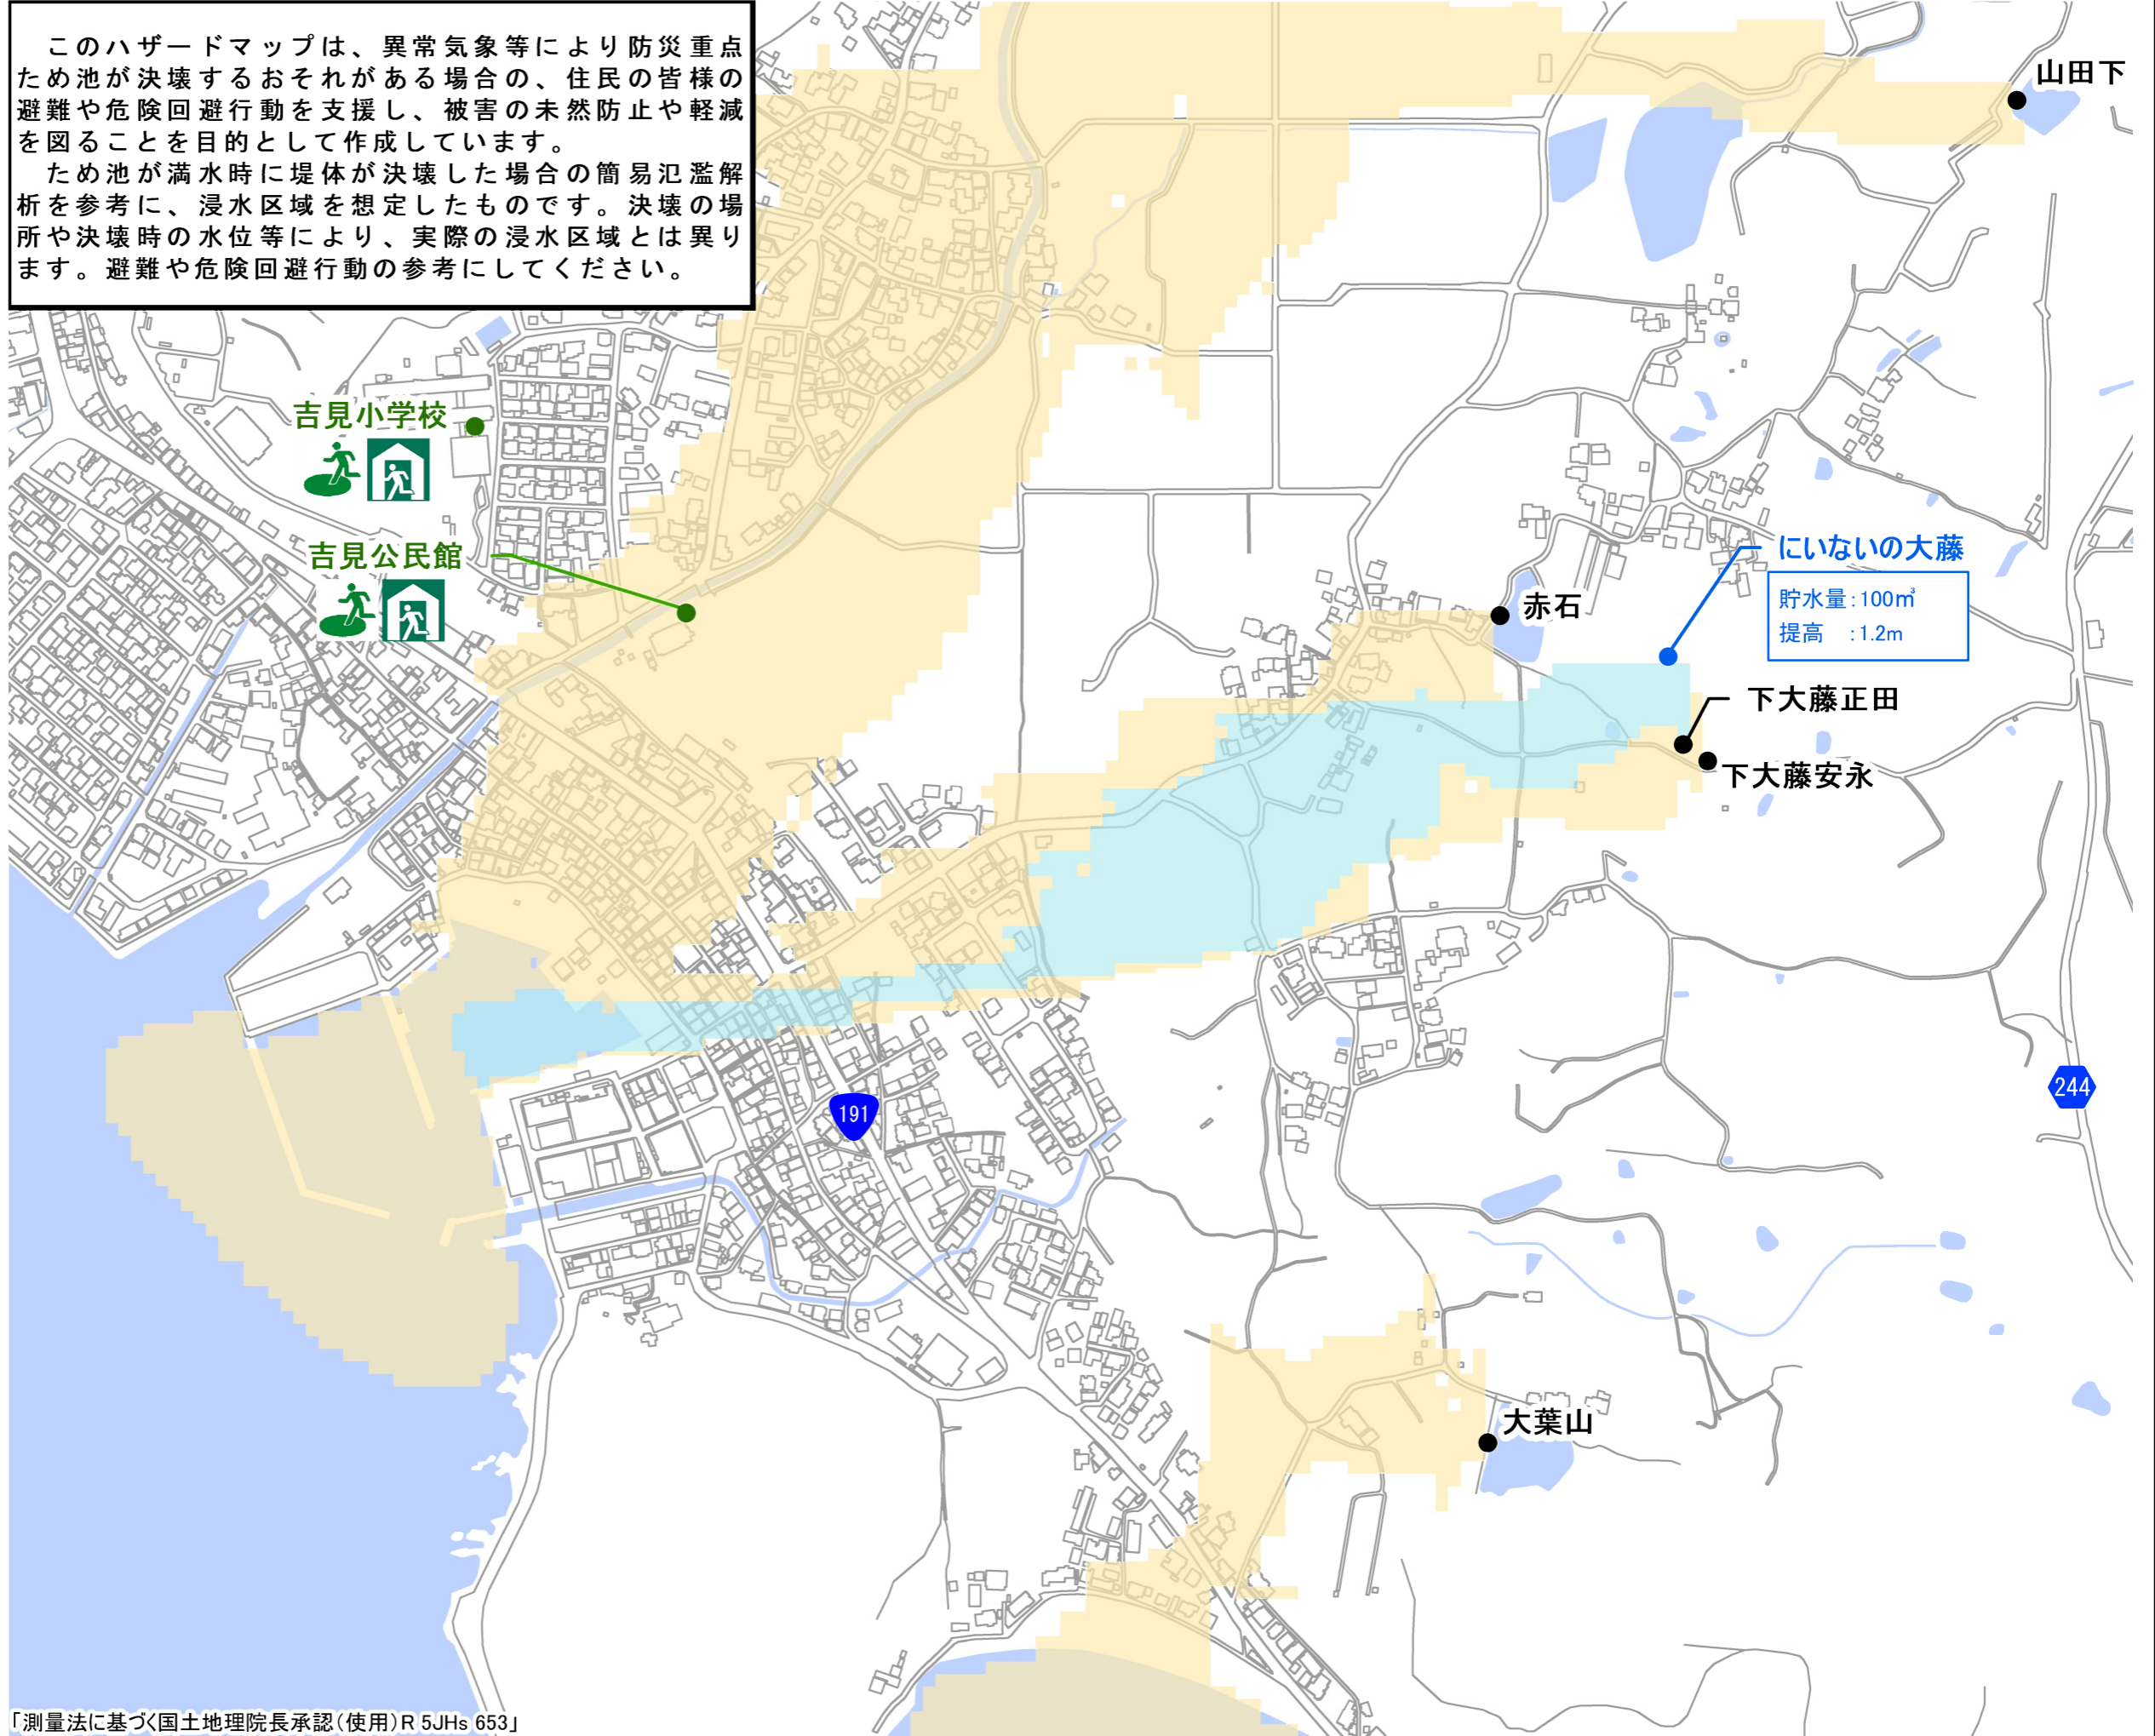 このハザードマップは、異常気象等により防災重点
ため池が決壊するおそれがある場合の、住民の皆様の
避難や危険回避行動を支援し、被害の未然防止や軽減
を図ることを目的として作成しています。
ため池が満水時に堤体が決壊した場合の簡易氾濫解
析を参考に、浸水区域を想定したものです。決壊の場
所や決壊時の水位等により、実際の浸水区域とは異り
ます。避難や危険回避行動の参考にしてください。
山田下
吉見小学校
吉見公民館
にいないの大藤
貯水量:100㎥
提高 :1.2m
赤石
下大藤正田
下大藤安永
244
191
大葉山
「測量法に基づく国土地理院長承認(使用)R 5JHs 653」